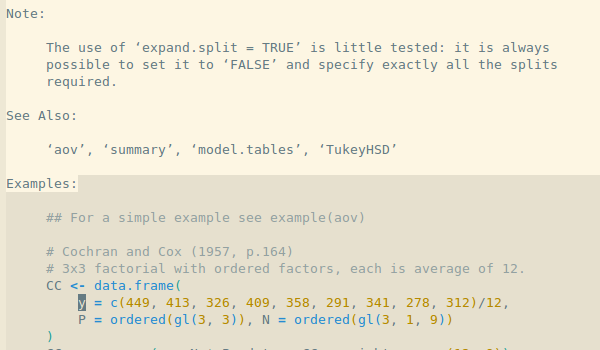 Note:
The use of ‘expand.split = TRUE’ is little tested: it is always
possible to set it to ‘FALSE’ and specify exactly all the splits
required.
See Also:
‘aov’, ‘summary’, ‘model.tables’, ‘TukeyHSD’
Examples:
## For a simple example see example(aov)
# Cochran and Cox (1957, p.164)
# 3x3 factorial with ordered factors, each is average of 12.
CC <- data.frame(
y = c(449, 413, 326, 409, 358, 291, 341, 278, 312)/12,
P = ordered(gl(3, 3)), N = ordered(gl(3, 1, 9))
)